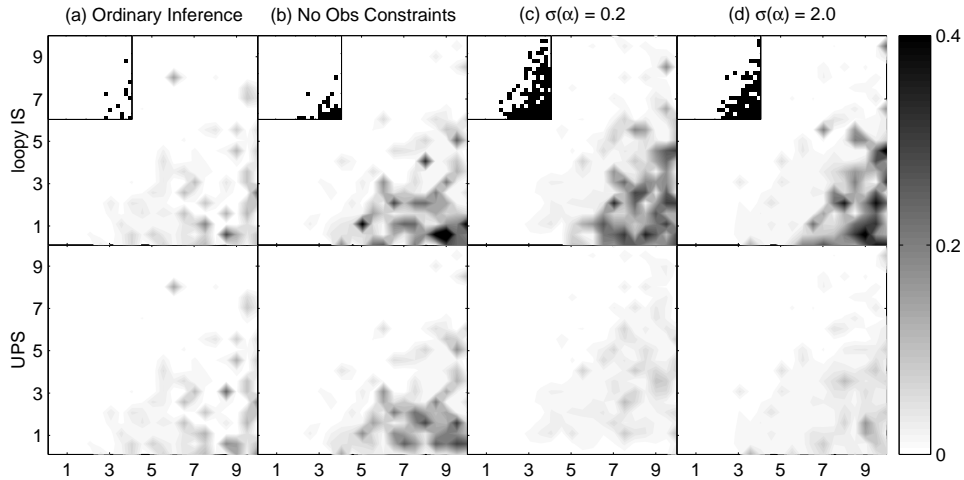 (a) Ordinary Inference
(b) No Obs Constraints
(c) σ(α) = 0.2
(d) σ(α) = 2.0
loopy IS
9
7
5
3
1
UPS
9
7
5
3
1
1 3 5 7 9
1 3 5 7 9
1 3 5 7 9
1 3 5 7 9
0.4
0.2
0